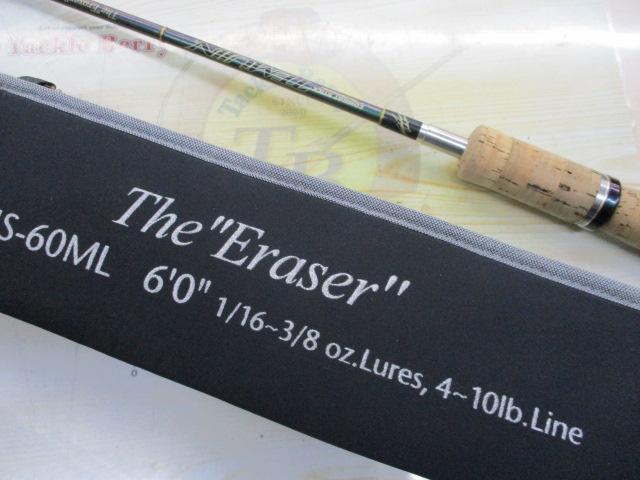 Tackle Berry
The "Eraser"
S-60ML 6'0" 1/16~3/8 oz.Lures, 4~10lb.Line